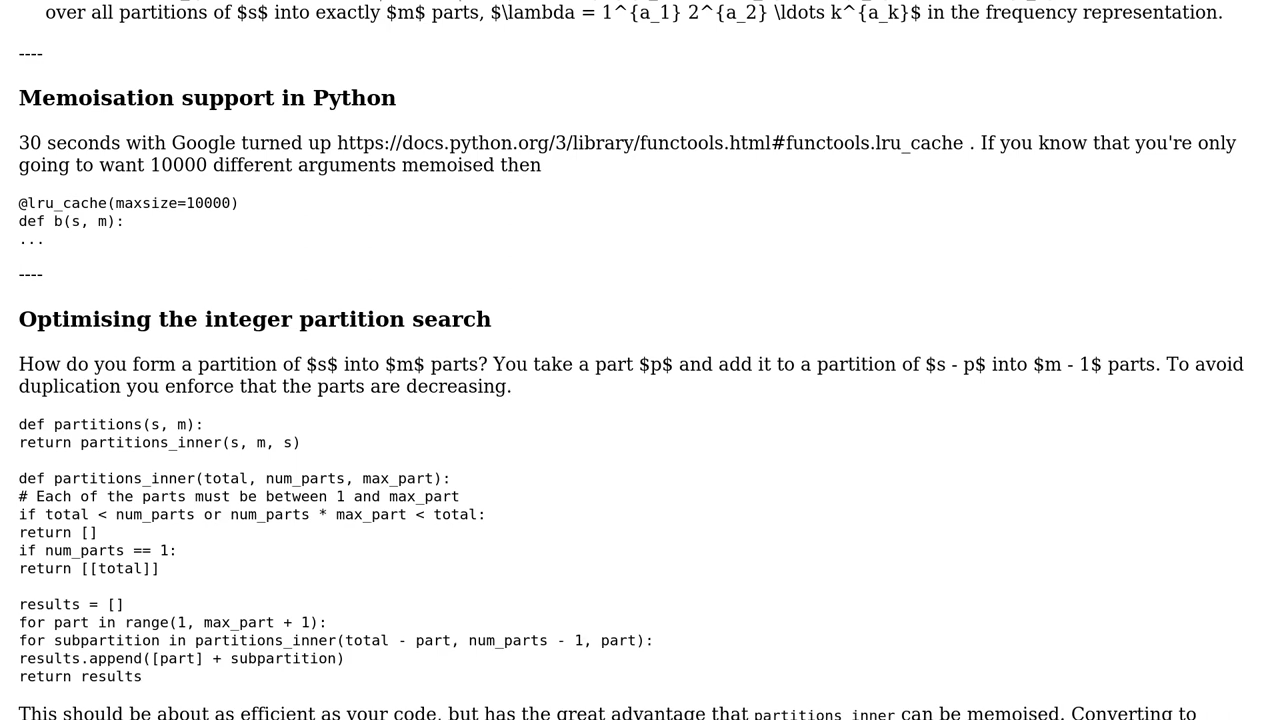 over all partitions of $s$ into exactly $m$ parts, $\lambda = 1^{a_1} 2^{a_2} \ldots k^{a_k}$ in the frequency representation.
----
Memoisation support in Python
30 seconds with Google turned up https://docs.python.org/3/library/functools.html#functools.lru_cache . If you know that you're only
going to want 10000 different arguments memoised then
@lru_cache(maxsize=10000)
def b(s, m):
...
----
Optimising the integer partition search
How do you form a partition of $s$ into $m$ parts? You take a part $p$ and add it to a partition of $s - p$ into $m - 1$ parts. To avoid
duplication you enforce that the parts are decreasing.
def partitions(s, m):
return partitions_inner(s, m, s)
def partitions_inner(total, num_parts, max_part):
# Each of the parts must be between 1 and max_part
if total < num_parts or num_parts * max_part < total:
return []
if num_parts == 1:
return [[total]]
results = []
for part in range(1, max_part + 1):
for subpartition in partitions_inner(total - part, num_parts - 1, part):
results.append([part] + subpartition)
return results
This should be about as efficient as your code, but has the great advantage that partitions_inner can be memoised. Converting to